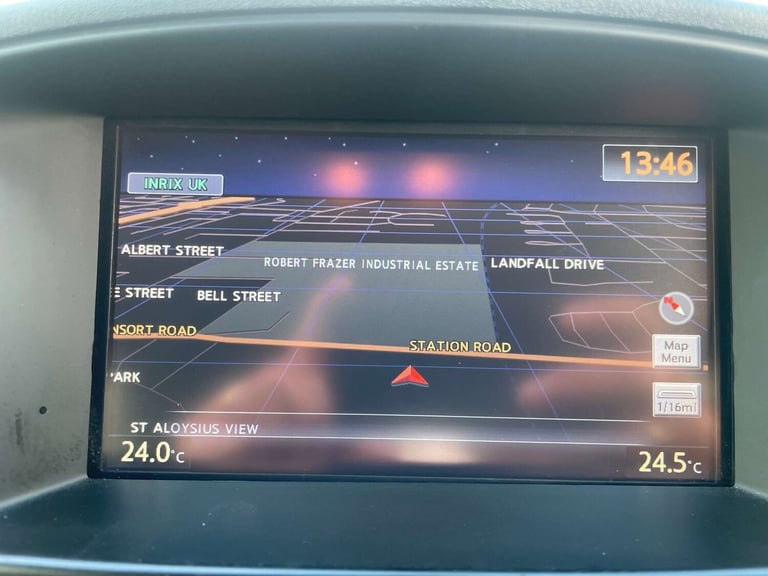 13:46
INRIX UK
ALBERT STREET
ROBERT FRAZER INDUSTRIAL ESTATE
LANDFALL DRIVE
E STREET
BELL STREET
N
NSORT ROAD
STATION ROAD
Map
Menu
ARK
1/16mi
ST ALOYSIUS VIEW
24.0°C
24.5°C